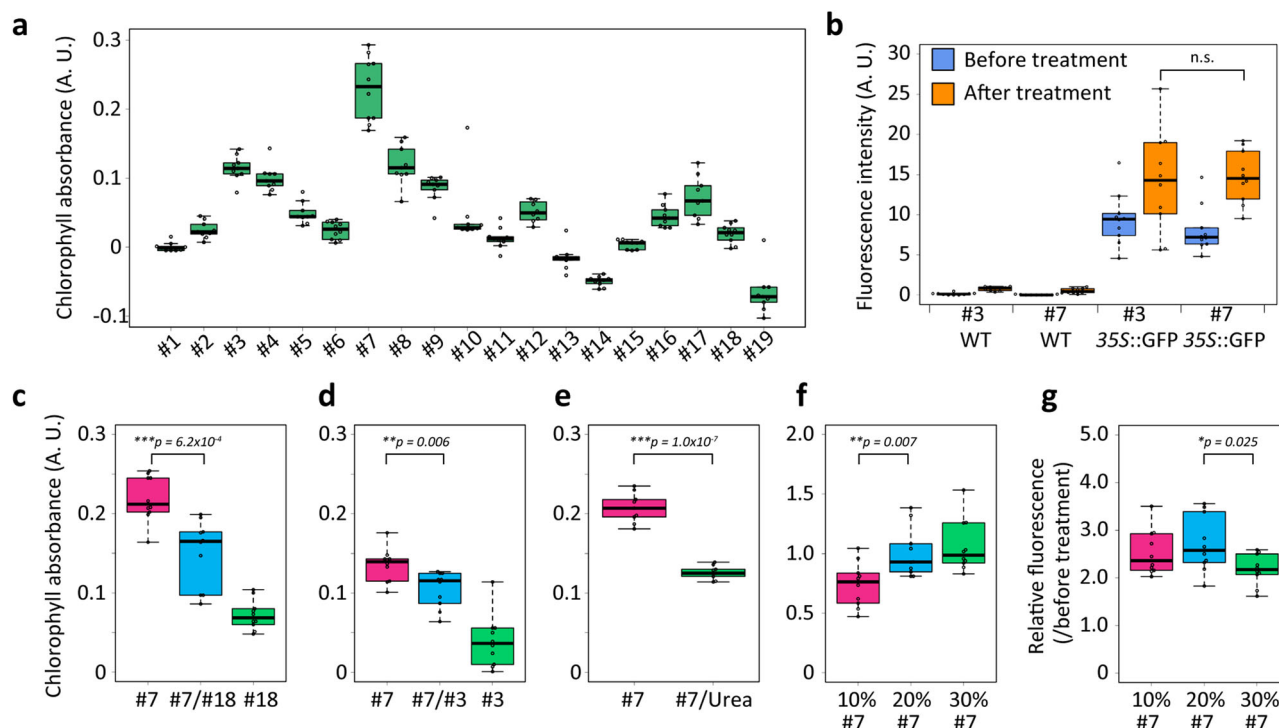 a
Chlorophyll absorbance (A. U.)
0.3
0.2
0.1
0
-0.1
#1 #2 #3 #4 #5 #6 #7 #8 #9 #10 #11 #12 #13 #14 #15 #16 #17 #18 #19
b
Fluorescence intensity (A. U.)
30
25
20
15
10
5
0
Before treatment
After treatment
n.s.
#3 #7 #3 #7
WT WT 35S::GFP 35S::GFP
c
Chlorophyll absorbance (A. U.)
0.3
0.2
0.1
0
***p = 6.2x10-4
#7 #7/#18 #18
d
0.3
0.2
0.1
0
**p = 0.006
#7 #7/#3 #3
e
0.3
0.2
0.1
0
***p = 1.0x10-7
#7 #7/Urea
f
2.0
1.5
1.0
0.5
0
**p = 0.007
10% 20% 30%
#7 #7 #7
g
Relative fluorescence
(/before treatment)
5.0
4.0
3.0
2.0
1.0
0
*p = 0.025
10% 20% 30%
#7 #7 #7